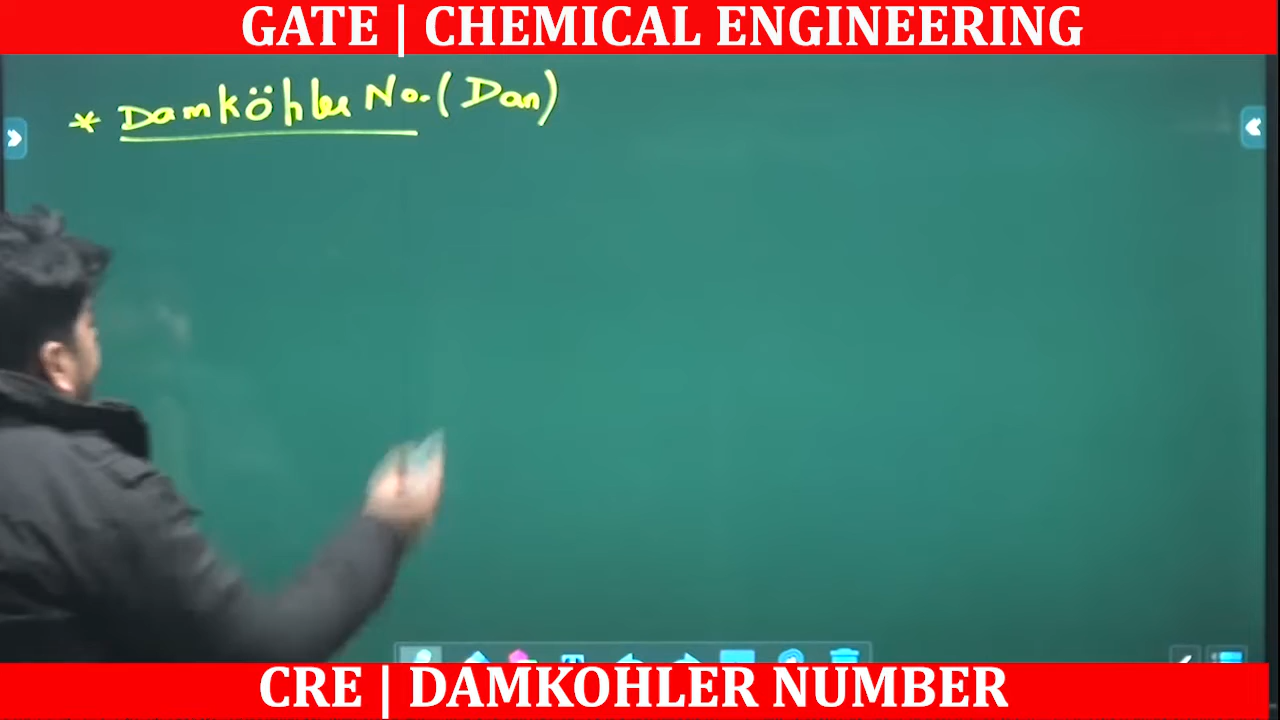 GATE | CHEMICAL ENGINEERING
* Damköhler No. (Dan)
CRE | DAMKOHLER NUMBER